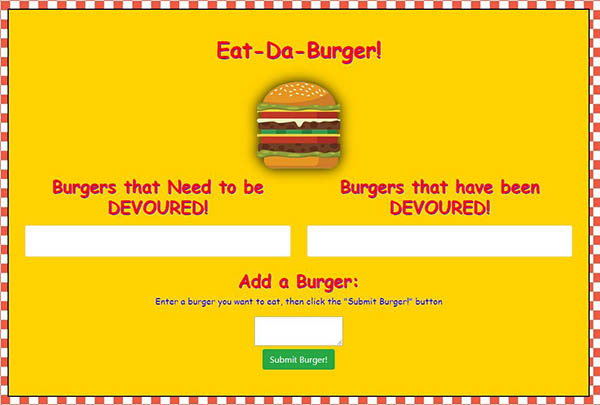 Eat-Da-Burger!
Burgers that Need to be
DEVOURED!
Burgers that have been
DEVOURED!
Add a Burger:
Enter a burger you want to eat, then click the "Submit Burger!" button
Submit Burger!